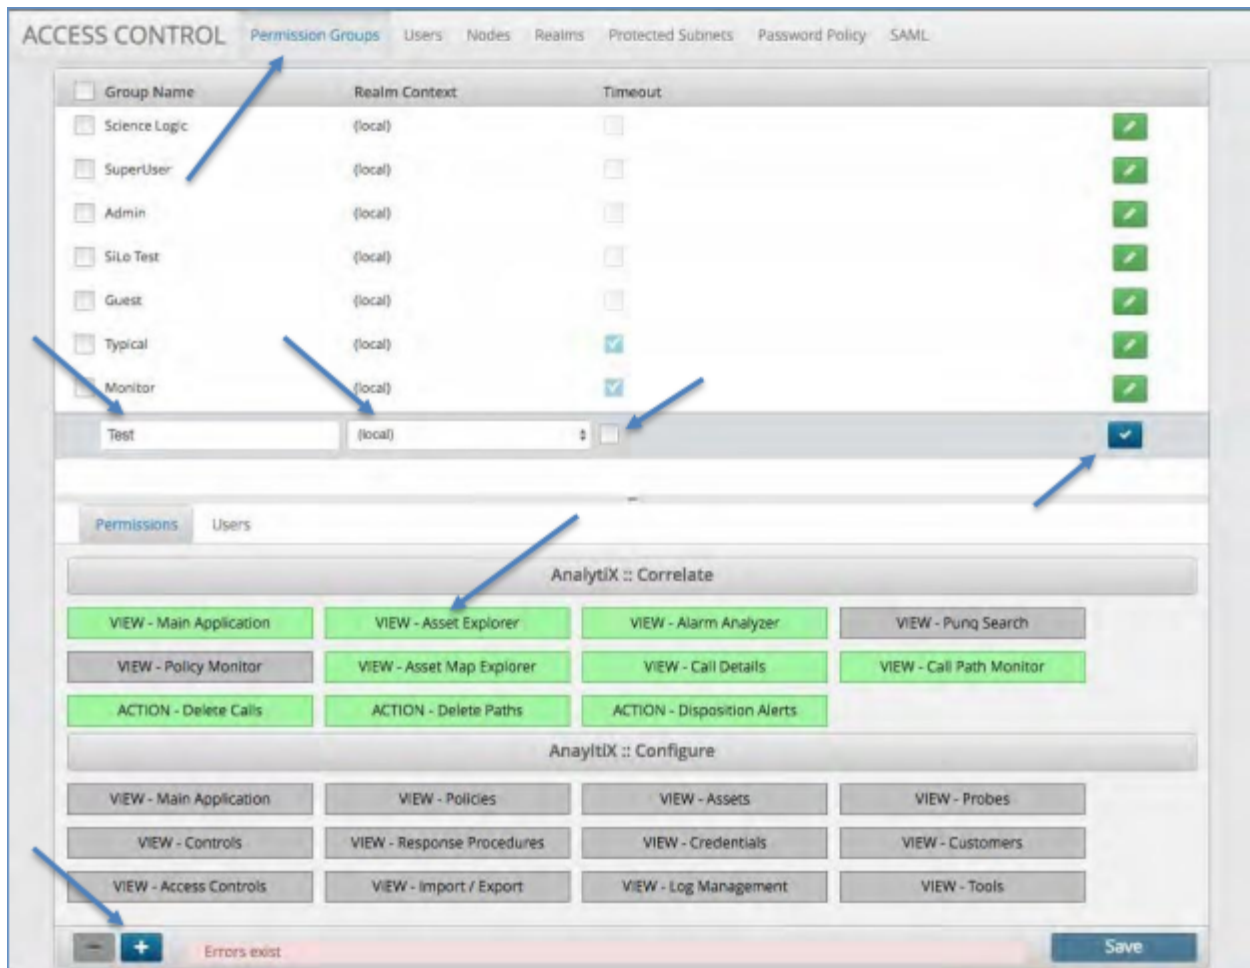 ACCESS CONTROL Permission Groups Users Nodes Realms Protected Subnets Password Policy SAML
Group Name Realm Context Timeout
Science Logic (local)
SuperUser (local)
Admin (local)
SiLo Test (local)
Guest (local)
Typical (local)
Monitor (local)
Test (local)
Permissions Users
AnalytiX :: Correlate
VIEW - Main Application VIEW - Asset Explorer VIEW - Alarm Analyzer VIEW - Punq Search
VIEW - Policy Monitor VIEW - Asset Map Explorer VIEW - Call Details VIEW - Call Path Monitor
ACTION - Delete Calls ACTION - Delete Paths ACTION - Disposition Alerts
AnayltiX :: Configure
VIEW - Main Application VIEW - Policies VIEW - Assets VIEW - Probes
VIEW - Controls VIEW - Response Procedures VIEW - Credentials VIEW - Customers
VIEW - Access Controls VIEW - Import / Export VIEW - Log Management VIEW - Tools
Errors exist Save